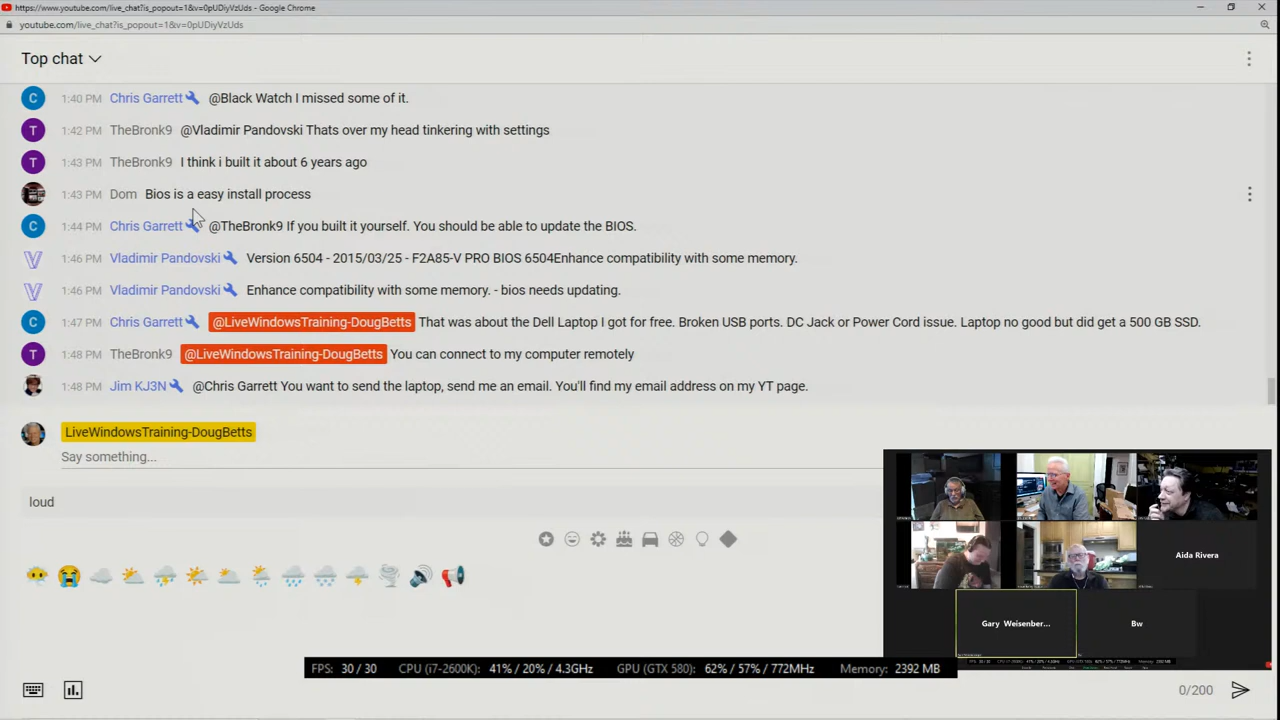 https://www.youtube.com/live_chat?is_popout=1&v=0pUDiyVzUds - Google Chrome
youtube.com/live_chat?is_popout=1&v=0pUDiyVzUds
Top chat
C 1:40 PM Chris Garrett @Black Watch I missed some of it.
T 1:42 PM TheBronk9 @Vladimir Pandovski Thats over my head tinkering with settings
T 1:43 PM TheBronk9 I think i built it about 6 years ago
1:43 PM Dom Bios is a easy install process
C 1:44 PM Chris Garrett @TheBronk9 If you built it yourself. You should be able to update the BIOS.
1:46 PM Vladimir Pandovski Version 6504 - 2015/03/25 - F2A85-V PRO BIOS 6504Enhance compatibility with some memory.
1:46 PM Vladimir Pandovski Enhance compatibility with some memory. - bios needs updating.
C 1:47 PM Chris Garrett @LiveWindowsTraining-DougBetts That was about the Dell Laptop I got for free. Broken USB ports. DC Jack or Power Cord issue. Laptop no good but did get a 500 GB SSD.
T 1:48 PM TheBronk9 @LiveWindowsTraining-DougBetts You can connect to my computer remotely
1:48 PM Jim KJ3N @Chris Garrett You want to send the laptop, send me an email. You'll find my email address on my YT page.
LiveWindowsTraining-DougBetts
Say something...
loud
Aida Rivera
Gary Weisenber...
Bw
FPS: 30 / 30 CPU (i7-2600K): 41% / 20% / 4.3GHz GPU (GTX 580): 62% / 57% / 772MHz Memory: 2392 MB
0/200